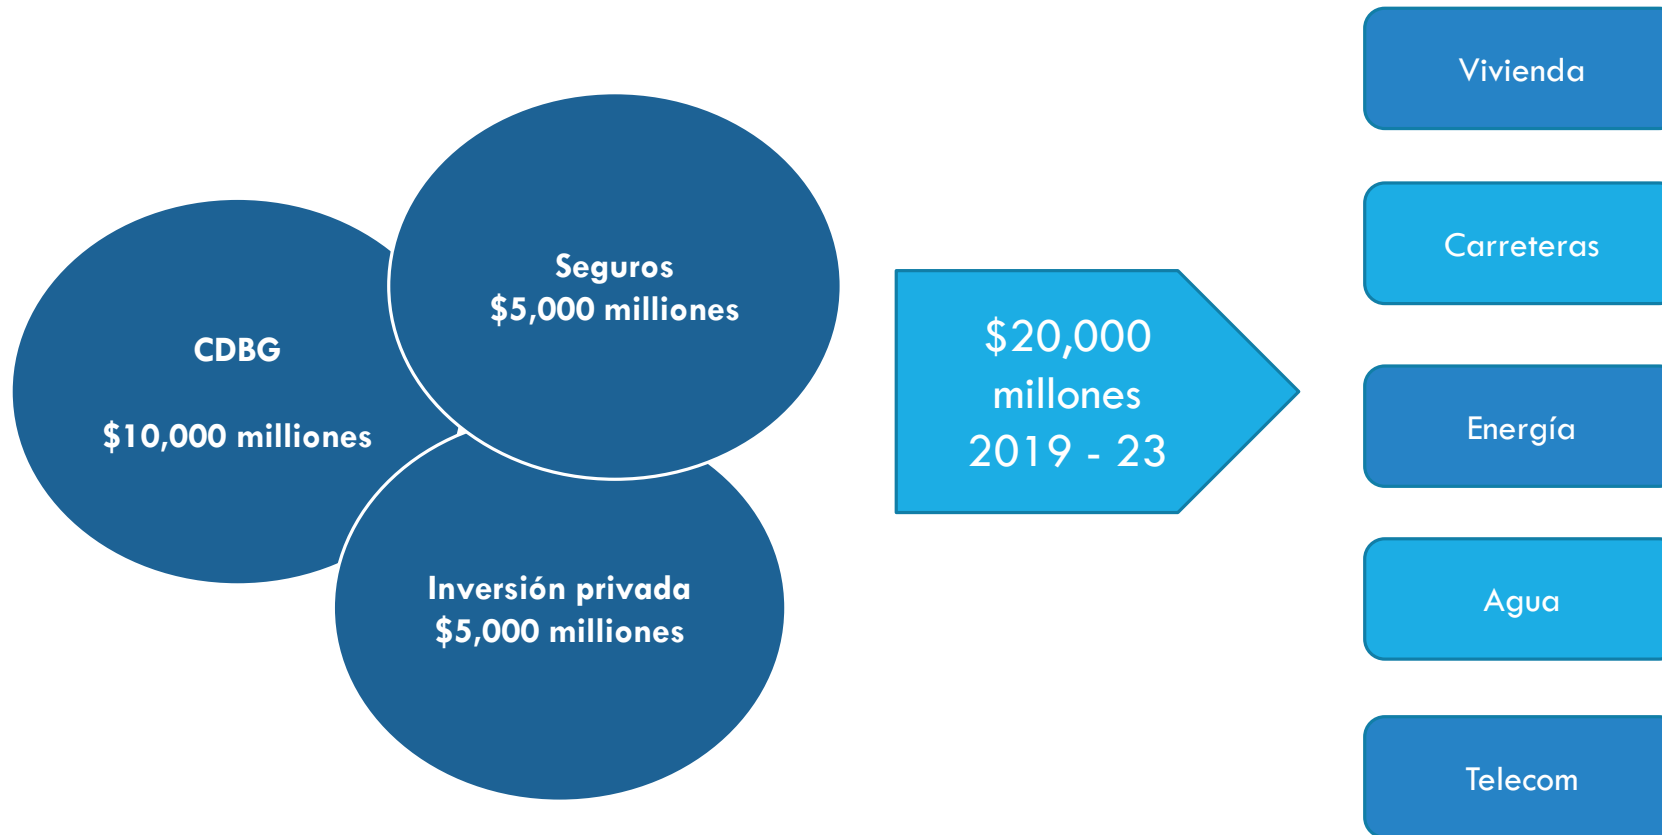 CDBG
$10,000 milliones
Seguros
$5,000 milliones
Inversión privada
$5,000 milliones
$20,000
millones
2019 - 23
Vivienda
Carreteras
Energía
Agua
Telecom